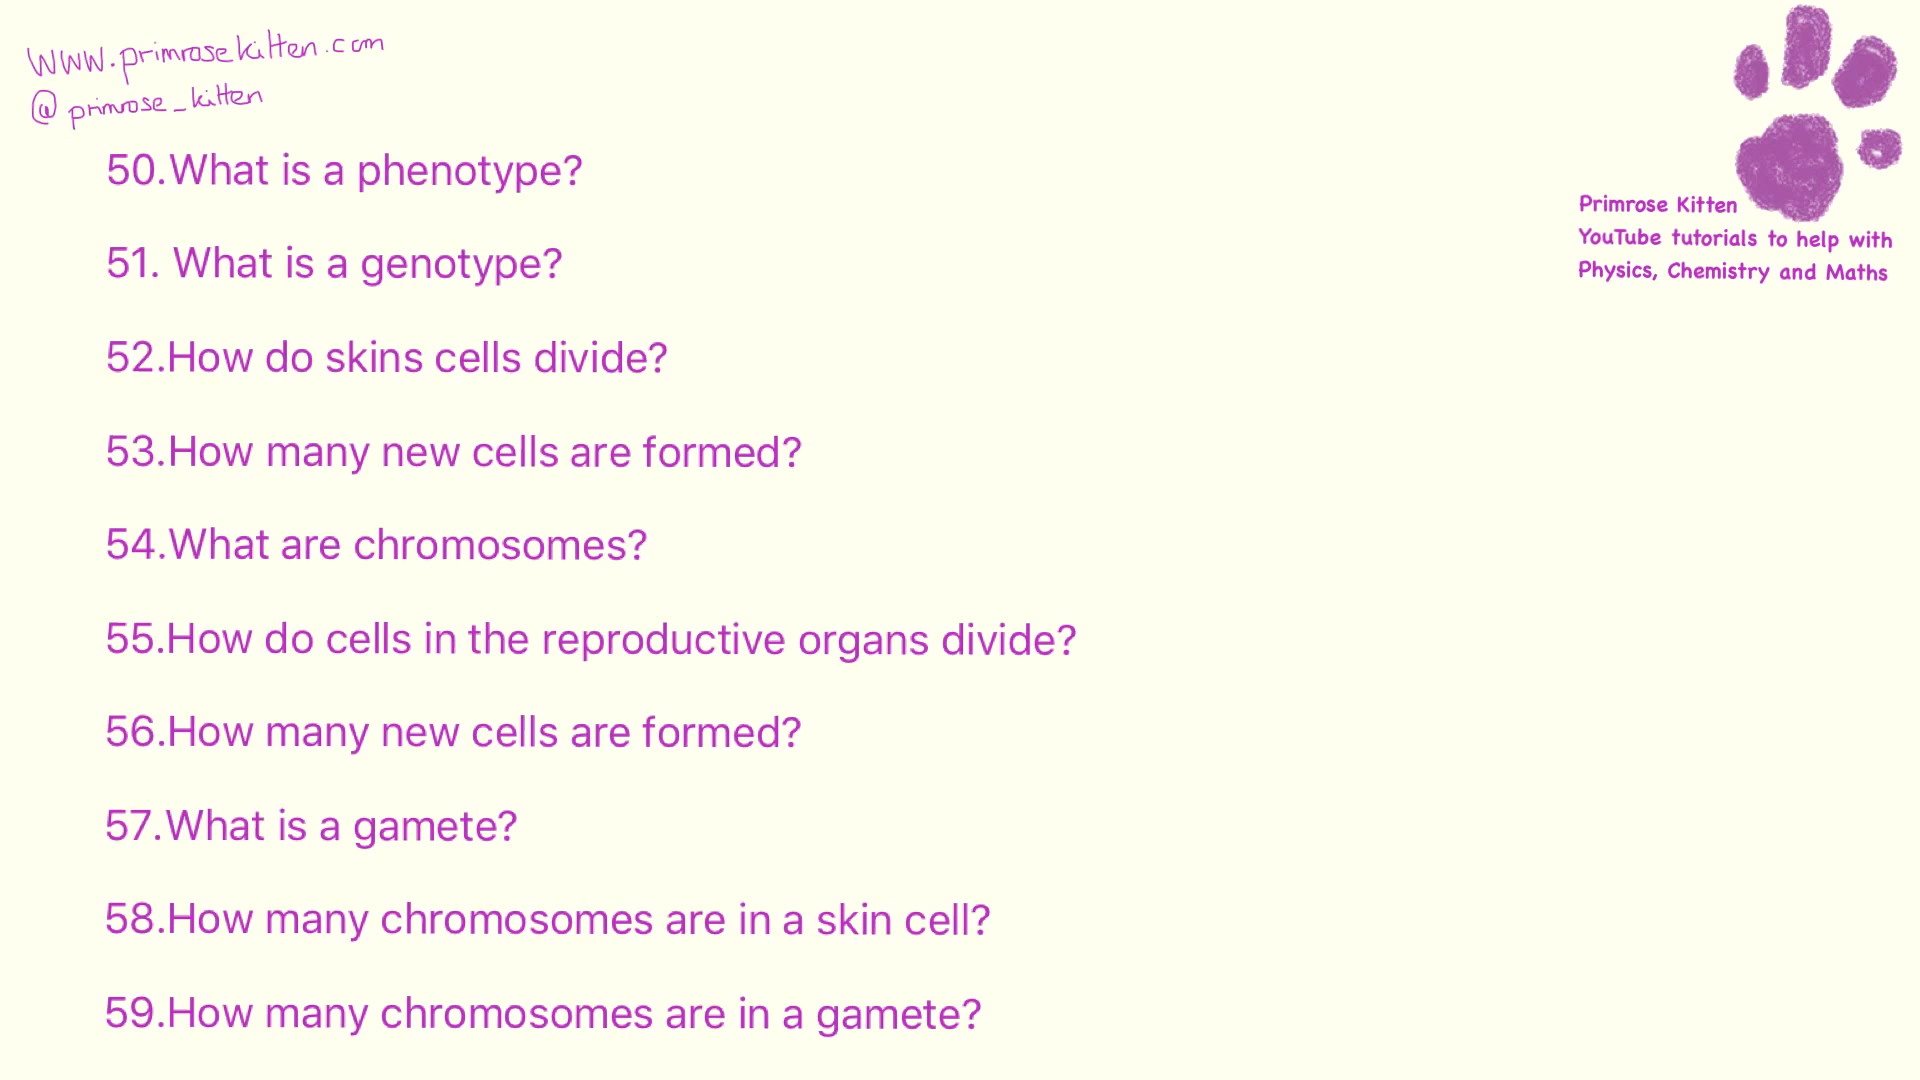 www.primrosekitten.com
@primrose_kitten
50.What is a phenotype?
51. What is a genotype?
52.How do skins cells divide?
53.How many new cells are formed?
54.What are chromosomes?
55.How do cells in the reproductive organs divide?
56.How many new cells are formed?
57.What is a gamete?
58.How many chromosomes are in a skin cell?
59.How many chromosomes are in a gamete?
Primrose Kitten
YouTube tutorials to help with
Physics, Chemistry and Maths